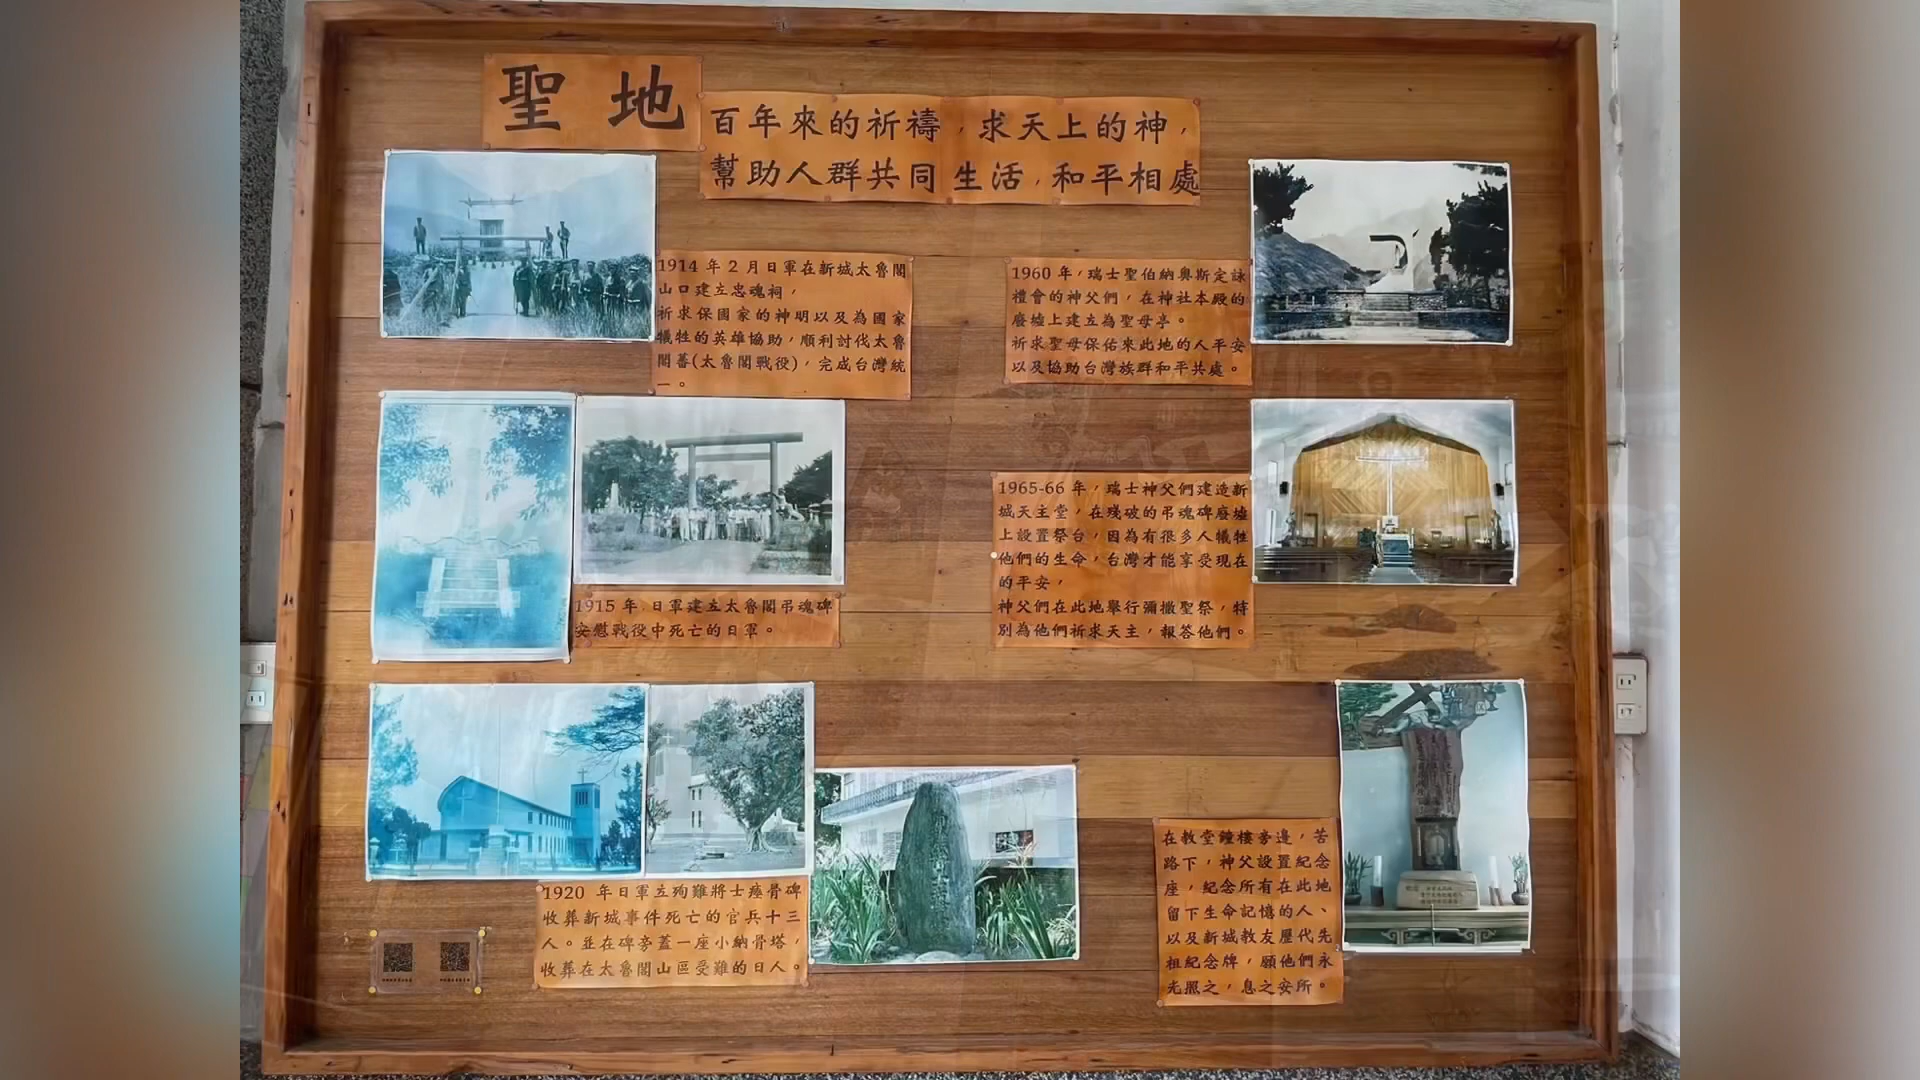 聖 地
百年來的祈禱，求天上的神，
幫助人群共同生活，和平相處
1914 年 2 月日軍在新城太魯閣
山口建立忠魂祠，
祈求保國家的神明以及為國家
犧牲的英雄協助，順利討伐太魯
閣蕃(太魯閣戰役)，完成台灣統
一。
1915 年，日軍建立太魯閣弔魂碑
安慰戰役中死亡的日軍。
1920 年日軍立殉難將士瘞骨碑
收葬新城事件死亡的官兵十三
人。並在碑旁蓋一座小納骨塔，
收葬在太魯閣山區受難的日人。
1960 年，瑞士聖伯納奧斯定詠
禮會的神父們，在神社本殿的
廢墟上建立為聖母亭。
祈求聖母保佑來此地的人平安
以及協助台灣族群和平共處。
1965-66 年，瑞士神父們建造新
城天主堂，在殘破的弔魂碑廢墟
上設置祭台，因為有很多人犧牲
他們的生命，台灣才能享受現在
的平安，
神父們在此地舉行彌撒聖祭，特
別為他們祈求天主，報答他們。
在教堂鐘樓旁邊，苦
路下，神父設置紀念
座，紀念所有在此地
留下生命記憶的人、
以及新城教友歷代先
祖紀念牌，願他們永
光照之，息之安所。